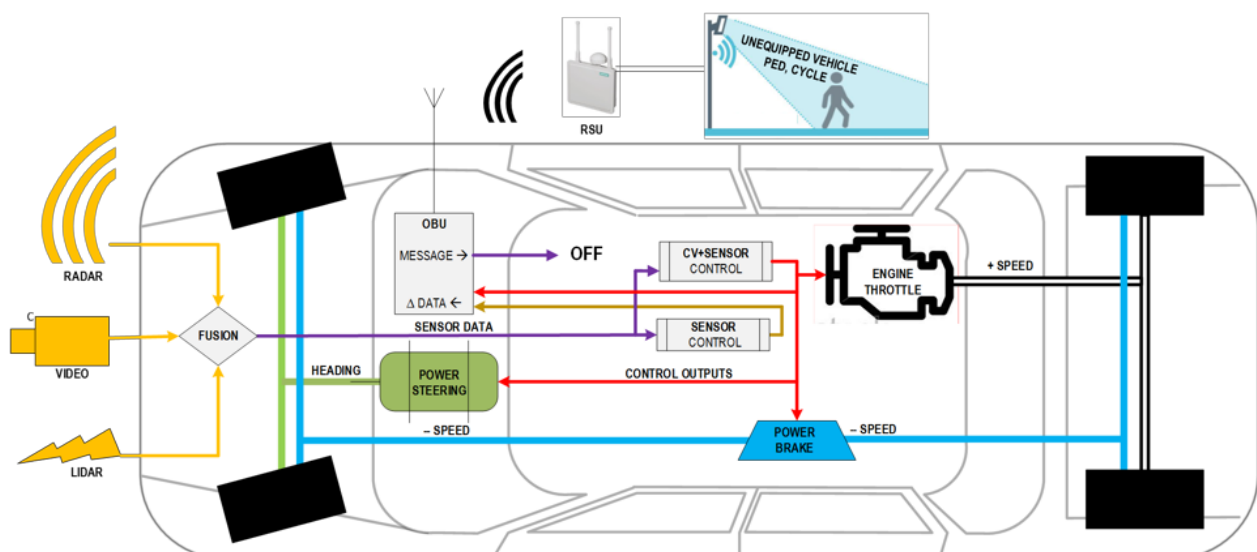 UNEQUIPPED VEHICLE
PED, CYCLE
RSU
OBU
MESSAGE →
OFF
CV+SENSOR
CONTROL
ENGINE
THROTTLE
+ SPEED
RADAR
Δ DATA ←
C
FUSION
SENSOR DATA
SENSOR
CONTROL
VIDEO
HEADING
POWER
STEERING
CONTROL OUTPUTS
– SPEED
POWER
BRAKE
– SPEED
LIDAR